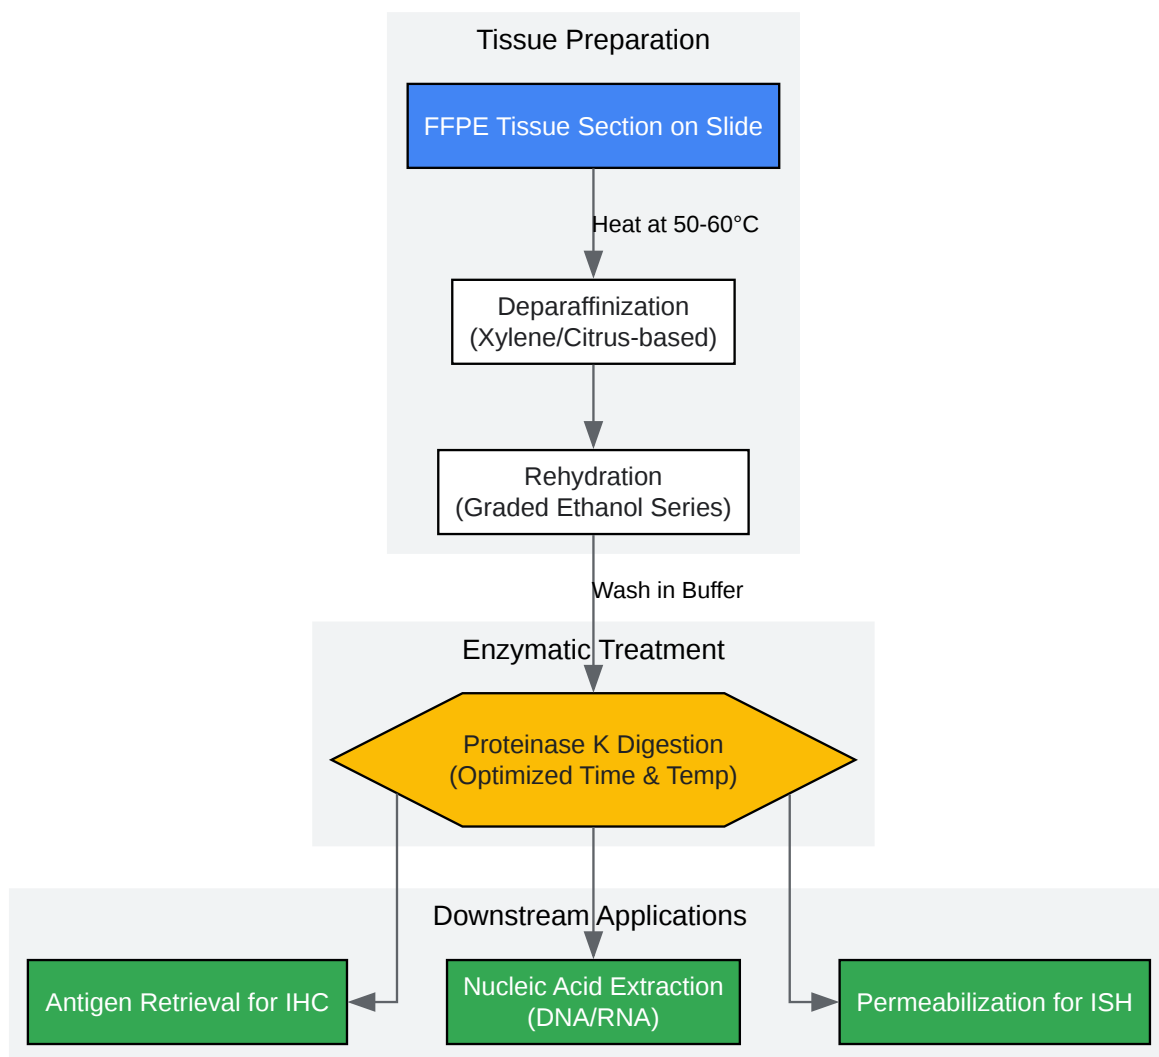 Tissue Preparation
FFPE Tissue Section on Slide
Heat at 50-60°C
Deparaffinization
(Xylene/Citrus-based)
Rehydration
(Graded Ethanol Series)
Wash in Buffer
Enzymatic Treatment
Proteinase K Digestion
(Optimized Time & Temp)
Downstream Applications
Antigen Retrieval for IHC
Nucleic Acid Extraction
(DNA/RNA)
Permeabilization for ISH